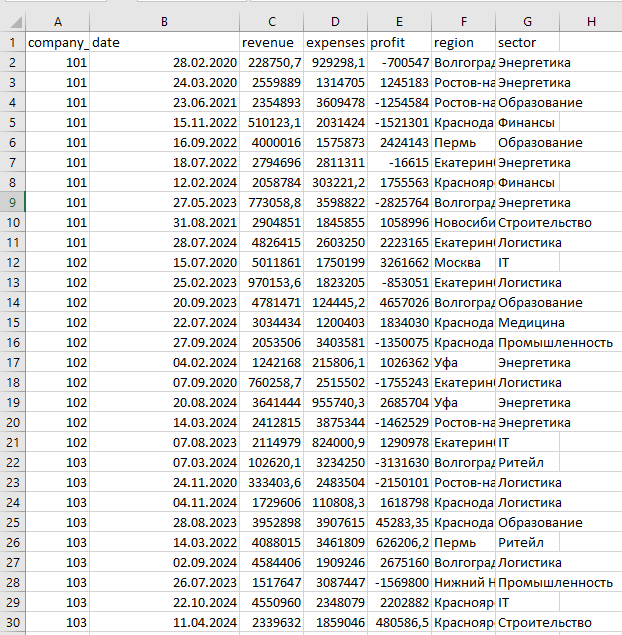 A B C D E F G H
1 company_ date revenue expenses profit region sector
2 101 28.02.2020 228750,7 929298,1 -700547 Волгоград Энергетика
3 101 24.03.2020 2559889 1314705 1245183 Ростов-на Энергетика
4 101 23.06.2021 2354893 3609478 -1254584 Ростов-на Образование
5 101 15.11.2022 510123,1 2031424 -1521301 Краснода Финансы
6 101 16.09.2022 4000016 1575873 2424143 Пермь Образование
7 101 18.07.2022 2794696 2811311 -16615 Екатерин Энергетика
8 101 12.02.2024 2058784 303221,2 1755563 Краснояр Финансы
9 101 27.05.2023 773058,8 3598822 -2825764 Волгоград Энергетика
10 101 31.08.2021 2904851 1845855 1058996 Новосиби Строительство
11 101 28.07.2024 4826415 2603250 2223165 Екатерин Логистика
12 102 15.07.2020 5011861 1750199 3261662 Москва IT
13 102 25.02.2023 970153,6 1823205 -853051 Екатерин Логистика
14 102 20.09.2023 4781471 124445,2 4657026 Волгоград Образование
15 102 22.07.2024 3034434 1200403 1834030 Краснода Медицина
16 102 27.09.2024 2053506 3403581 -1350075 Краснода Промышленность
17 102 04.02.2024 1242168 215806,1 1026362 Уфа Энергетика
18 102 07.09.2020 760258,7 2515502 -1755243 Екатерин Логистика
19 102 20.08.2024 3641444 955740,3 2685704 Уфа Энергетика
20 102 14.03.2024 2412815 3875344 -1462529 Ростов-на Энергетика
21 102 07.08.2023 2114979 824000,9 1290978 Екатерин IT
22 103 07.03.2024 102620,1 3234250 -3131630 Волгоград Ритейл
23 103 24.11.2020 333403,6 2483504 -2150101 Ростов-на Логистика
24 103 04.11.2024 1729606 110808,3 1618798 Краснода Логистика
25 103 28.08.2023 3952898 3907615 45283,35 Краснода Образование
26 103 14.03.2022 4088015 3461809 626206,2 Пермь Ритейл
27 103 02.09.2024 4584406 1909246 2675160 Волгоград Логистика
28 103 26.07.2023 1517647 3087447 -1569800 Нижний Н Промышленность
29 103 22.10.2024 4550960 2348079 2202882 Краснояр IT
30 103 11.04.2024 2339632 1859046 480586,5 Краснояр Строительство